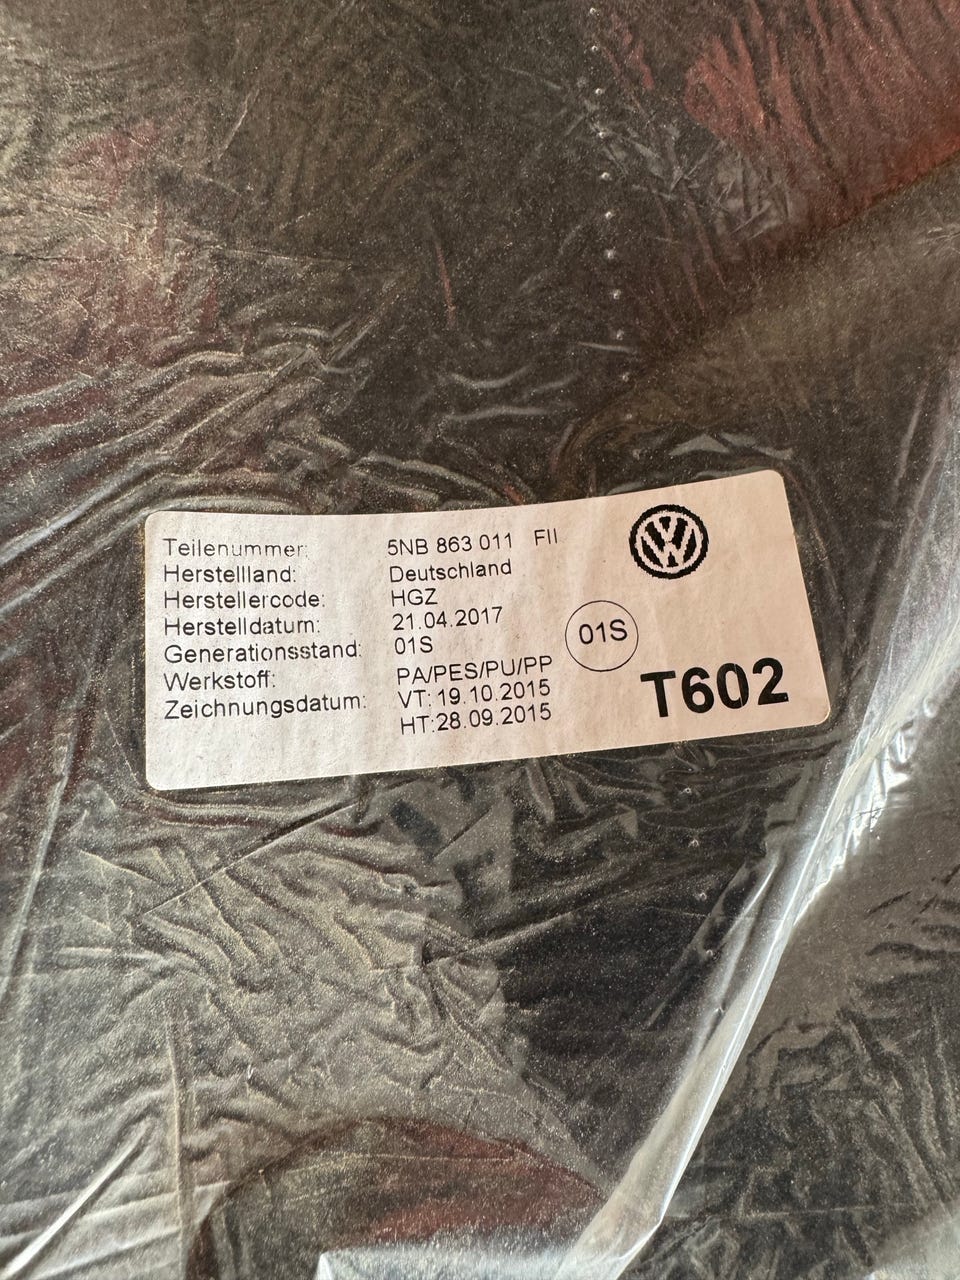 Teilenummer: 5NB 863 011 FII
Herstellland: Deutschland
Herstellercode: HGZ
Herstelldatum: 21.04.2017
Generationsstand: 01S
Werkstoff: PA/PES/PU/PP
Zeichnungsdatum: VT: 19.10.2015
HT:28.09.2015
VW
01S
T602